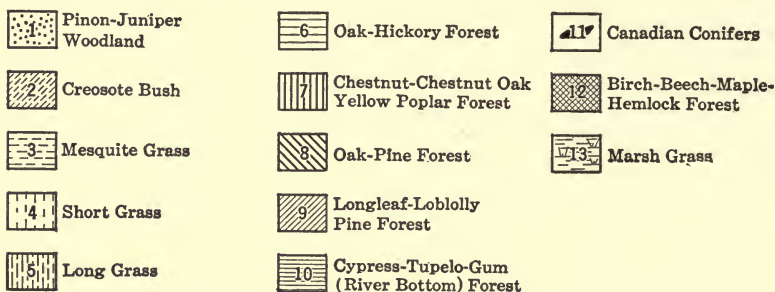 1 Pinon-Juniper
Woodland
2 Creosote Bush
3 Mesquite Grass
4 Short Grass
5 Long Grass
6 Oak-Hickory Forest
7 Chestnut-Chestnut Oak
Yellow Poplar Forest
8 Oak-Pine Forest
9 Longleaf-Loblolly
Pine Forest
10 Cypress-Tupelo-Gum
(River Bottom) Forest
11 Canadian Conifers
12 Birch-Beech-Maple-
Hemlock Forest
13 Marsh Grass